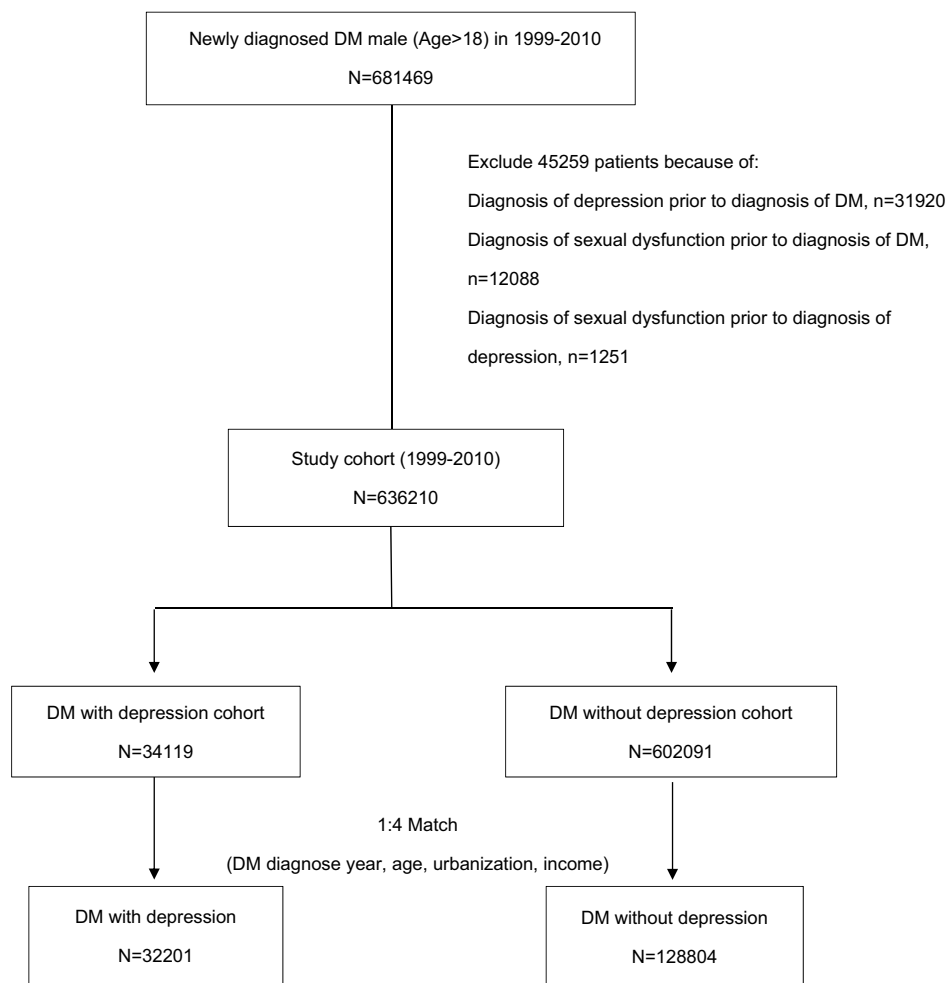 Newly diagnosed DM male (Age>18) in 1999-2010
N=681469
Exclude 45259 patients because of:
Diagnosis of depression prior to diagnosis of DM, n=31920
Diagnosis of sexual dysfunction prior to diagnosis of DM,
n=12088
Diagnosis of sexual dysfunction prior to diagnosis of
depression, n=1251
Study cohort (1999-2010)
N=636210
DM with depression cohort
N=34119
DM without depression cohort
N=602091
1:4 Match
(DM diagnose year, age, urbanization, income)
DM with depression
N=32201
DM without depression
N=128804